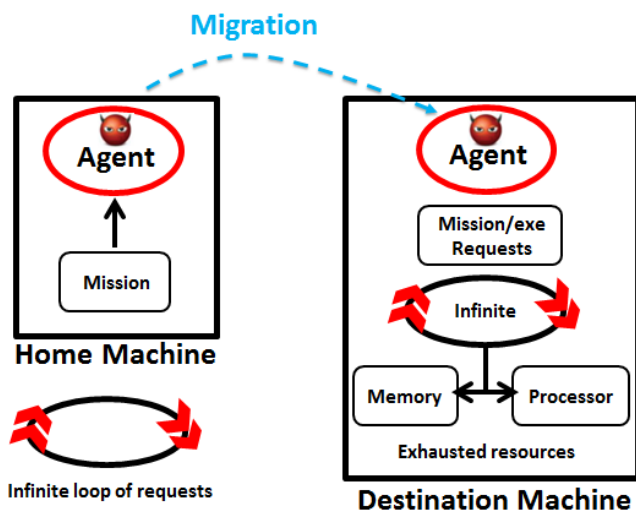 Migration
Agent
Mission
Home Machine
Infinite loop of requests
Agent
Mission/exe
Requests
Infinite
Memory
Processor
Exhausted resources
Destination Machine